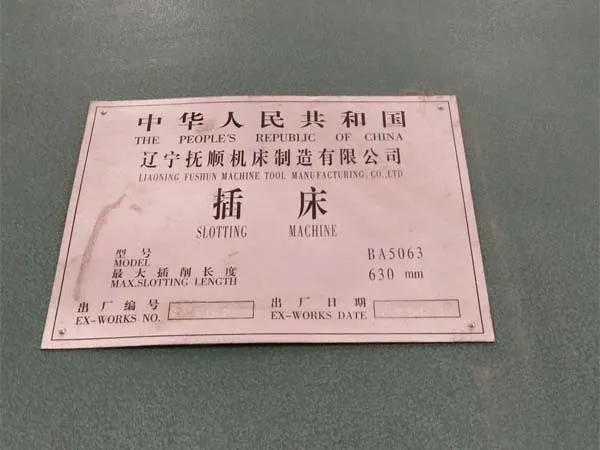 中华人民共和国
THE PEOPLE'S REPUBLIC OF CHINA
辽宁抚顺机床制造有限公司
LIAONING FUSHUN MACHINE TOOL MANUFACTURING, CO., LTD
插 床
SLOTTING MACHINE
型号 BA5063
MODEL
最大插削长度 630 mm
MAX.SLOTTING LENGTH
出厂编号 出厂日期
EX-WORKS NO. EX-WORKS DATE